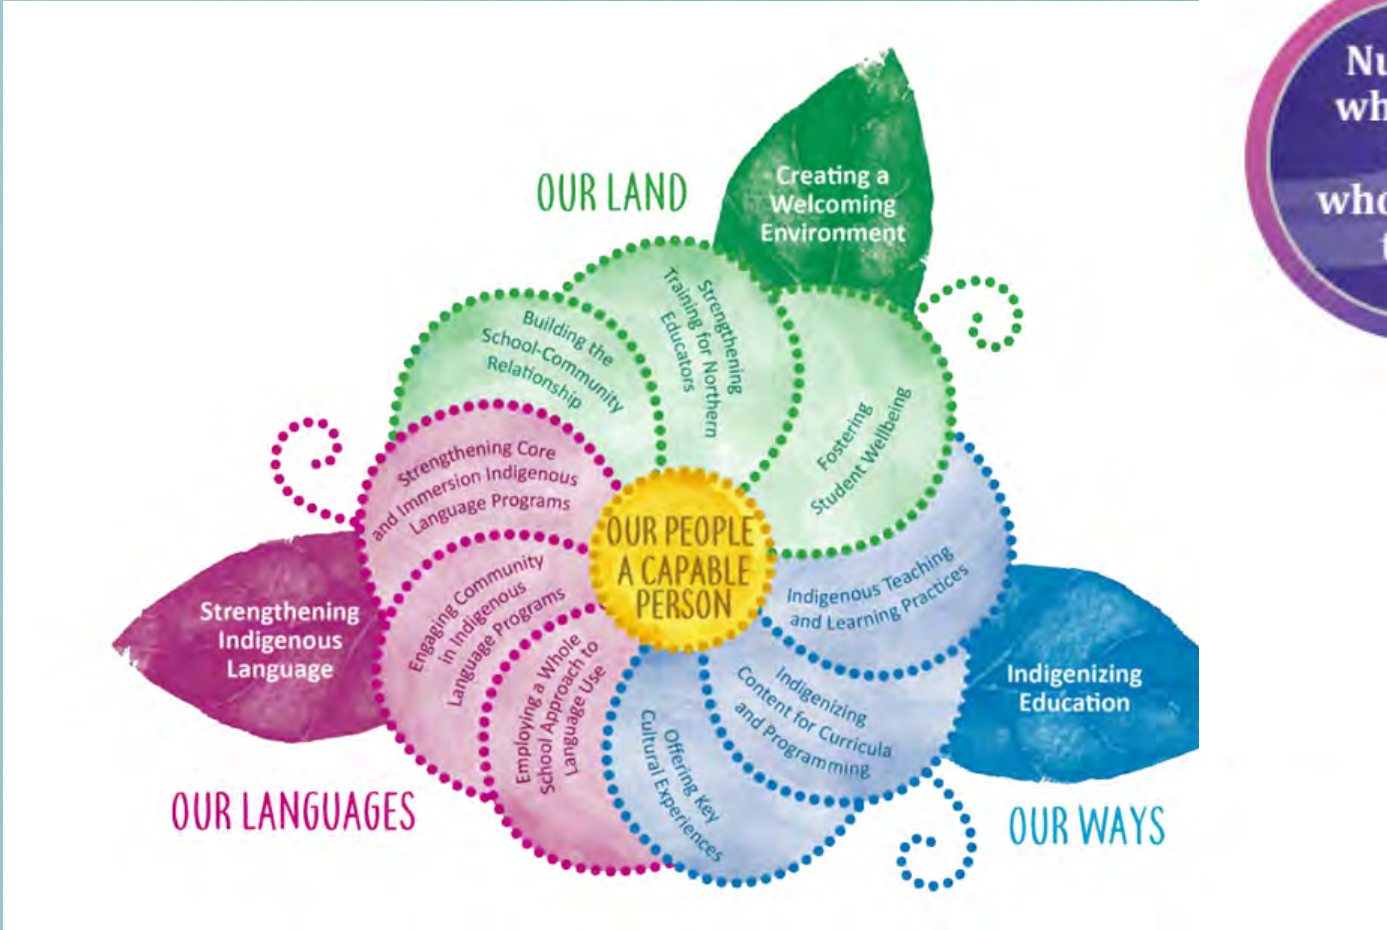 OUR LAND
Creating a
Welcoming
Environment
Building the
School-Community
Relationship
Strengthening
Training for Northern
Educators
Fostering
Student Wellbeing
Strengthening Core
and Immersion Indigenous
Language Programs
Engaging Community
in Indigenous
Language Programs
Employing a Whole
School Approach to
Language Use
OUR PEOPLE
A CAPABLE
PERSON
Indigenous Teaching
and Learning Practices
Indigenizing
Content for Curricula
and Programming
Offering Key
Cultural Experiences
Strengthening
Indigenous
Language
Indigenizing
Education
OUR LANGUAGES
OUR WAYS